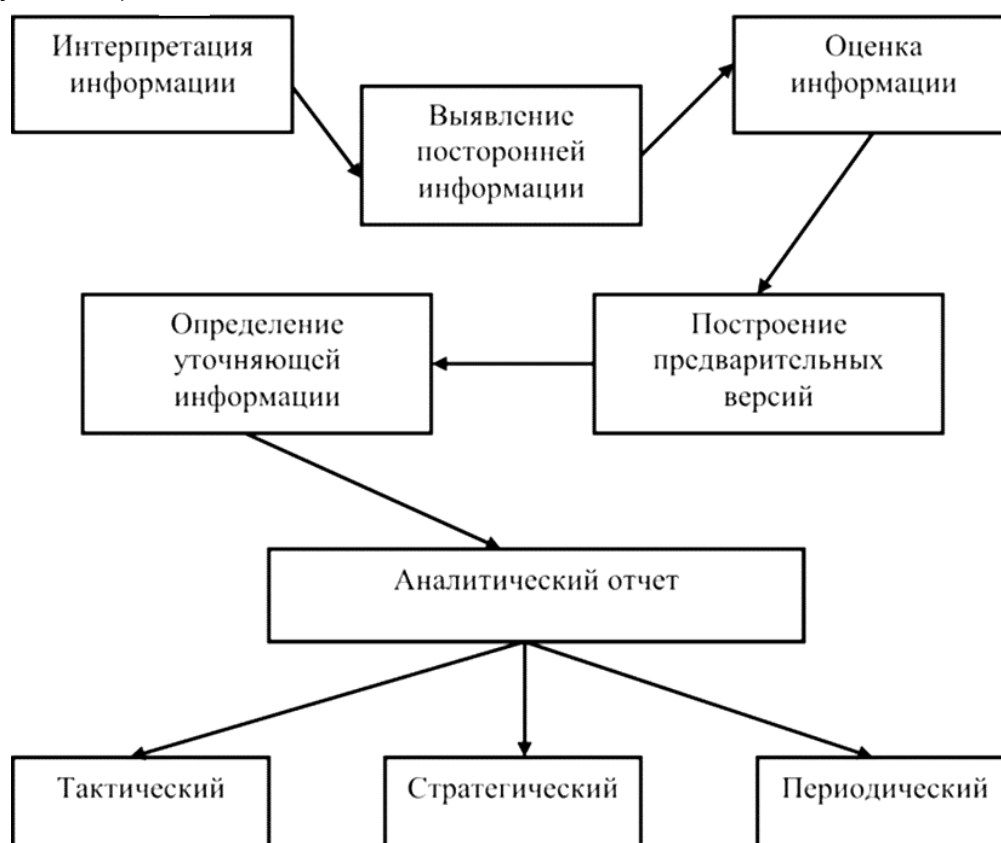 Интерпретация
информации
Выявление
посторонней
информации
Оценка
информации
Построение
предварительных
версий
Определение
уточняющей
информации
Аналитический отчет
Тактический
Стратегический
Периодический